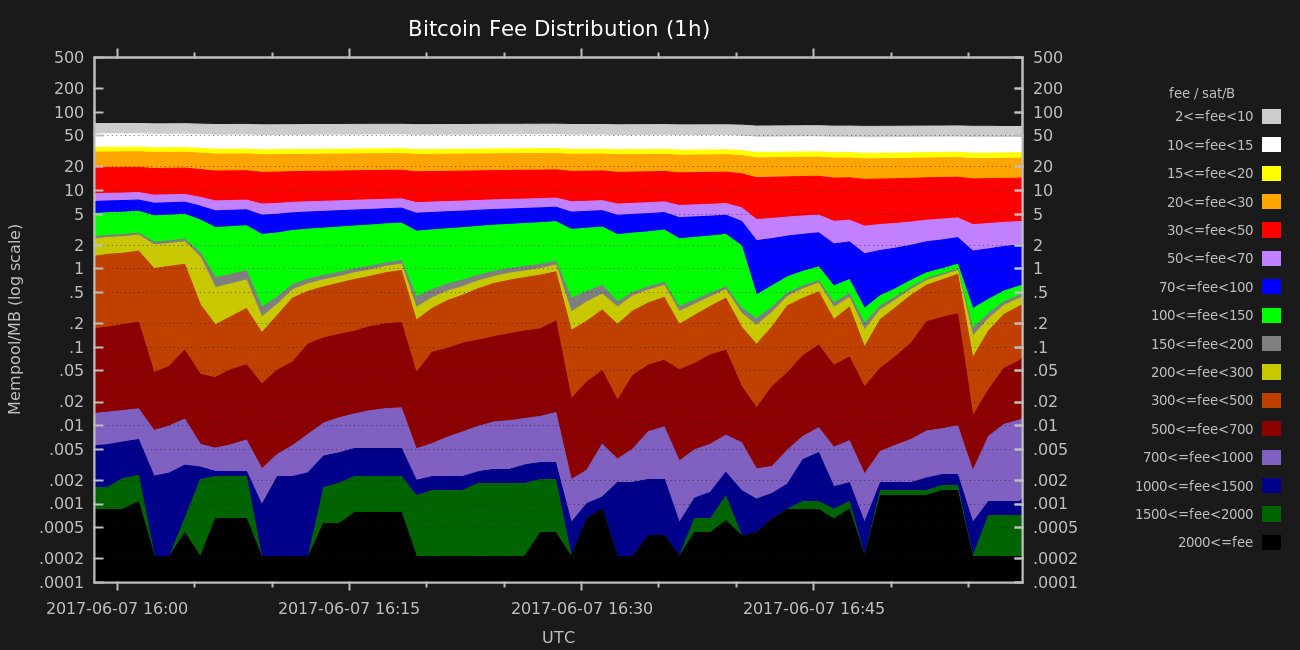 Bitcoin Fee Distribution (1h)
Mempool/MB (log scale)
500
200
100
50
20
10
5
2
1
.5
.2
.1
.05
.02
.01
.005
.002
.001
.0005
.0002
.0001
500
200
100
50
20
10
5
2
1
.5
.2
.1
.05
.02
.01
.005
.002
.001
.0005
.0002
.0001
2017-06-07 16:00
2017-06-07 16:15
2017-06-07 16:30
2017-06-07 16:45
UTC
fee / sat/B
2<=fee<10
10<=fee<15
15<=fee<20
20<=fee<30
30<=fee<50
50<=fee<70
70<=fee<100
100<=fee<150
150<=fee<200
200<=fee<300
300<=fee<500
500<=fee<700
700<=fee<1000
1000<=fee<1500
1500<=fee<2000
2000<=fee